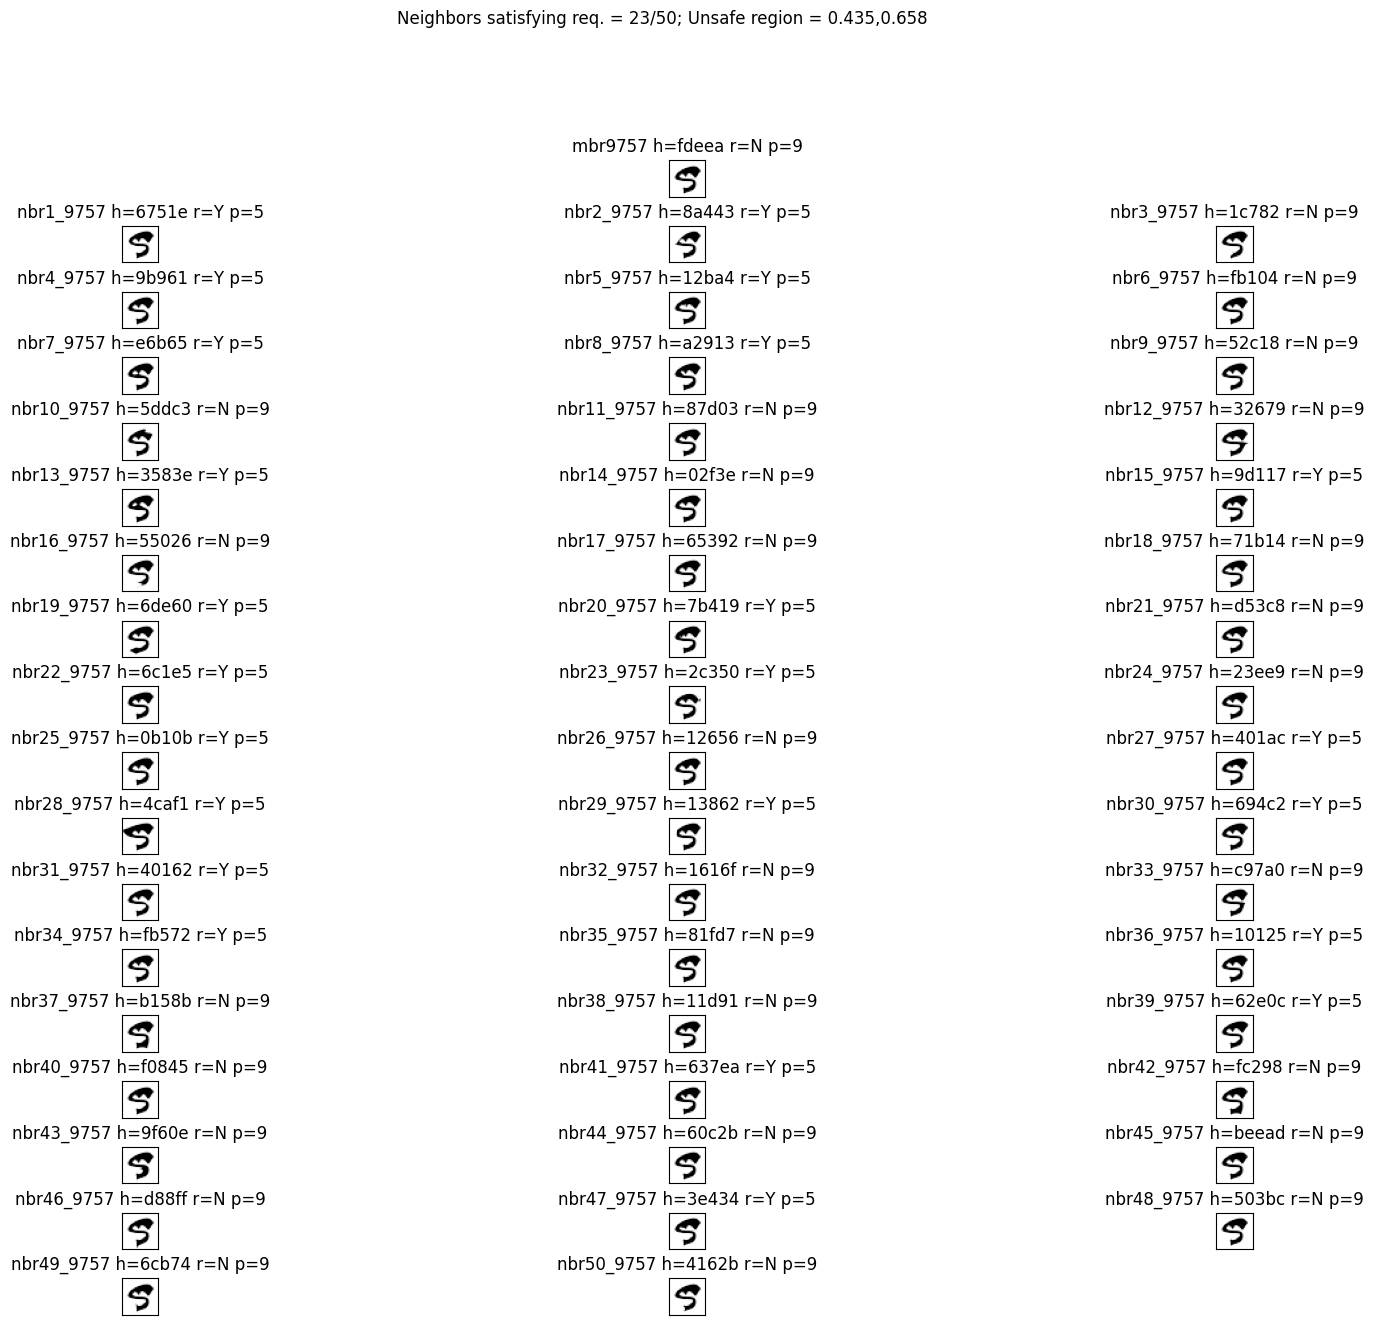 Neighbors satisfying req. = 23/50; Unsafe region = 0.435,0.658
mbr9757 h=fdeea r=N p=9
nbr1_9757 h=6751e r=Y p=5
nbr2_9757 h=8a443 r=Y p=5
nbr3_9757 h=1c782 r=N p=9
nbr4_9757 h=9b961 r=Y p=5
nbr5_9757 h=12ba4 r=Y p=5
nbr6_9757 h=fb104 r=N p=9
nbr7_9757 h=e6b65 r=Y p=5
nbr8_9757 h=a2913 r=Y p=5
nbr9_9757 h=52c18 r=N p=9
nbr10_9757 h=5ddc3 r=N p=9
nbr11_9757 h=87d03 r=N p=9
nbr12_9757 h=32679 r=N p=9
nbr13_9757 h=3583e r=Y p=5
nbr14_9757 h=02f3e r=N p=9
nbr15_9757 h=9d117 r=Y p=5
nbr16_9757 h=55026 r=N p=9
nbr17_9757 h=65392 r=N p=9
nbr18_9757 h=71b14 r=N p=9
nbr19_9757 h=6de60 r=Y p=5
nbr20_9757 h=7b419 r=Y p=5
nbr21_9757 h=d53c8 r=N p=9
nbr22_9757 h=6c1e5 r=Y p=5
nbr23_9757 h=2c350 r=Y p=5
nbr24_9757 h=23ee9 r=N p=9
nbr25_9757 h=0b10b r=Y p=5
nbr26_9757 h=12656 r=N p=9
nbr27_9757 h=401ac r=Y p=5
nbr28_9757 h=4caf1 r=Y p=5
nbr29_9757 h=13862 r=Y p=5
nbr30_9757 h=694c2 r=Y p=5
nbr31_9757 h=40162 r=Y p=5
nbr32_9757 h=1616f r=N p=9
nbr33_9757 h=c97a0 r=N p=9
nbr34_9757 h=fb572 r=Y p=5
nbr35_9757 h=81fd7 r=N p=9
nbr36_9757 h=10125 r=Y p=5
nbr37_9757 h=b158b r=N p=9
nbr38_9757 h=11d91 r=N p=9
nbr39_9757 h=62e0c r=Y p=5
nbr40_9757 h=f0845 r=N p=9
nbr41_9757 h=637ea r=Y p=5
nbr42_9757 h=fc298 r=N p=9
nbr43_9757 h=9f60e r=N p=9
nbr44_9757 h=60c2b r=N p=9
nbr45_9757 h=beead r=N p=9
nbr46_9757 h=d88ff r=N p=9
nbr47_9757 h=3e434 r=Y p=5
nbr48_9757 h=503bc r=N p=9
nbr49_9757 h=6cb74 r=N p=9
nbr50_9757 h=4162b r=N p=9